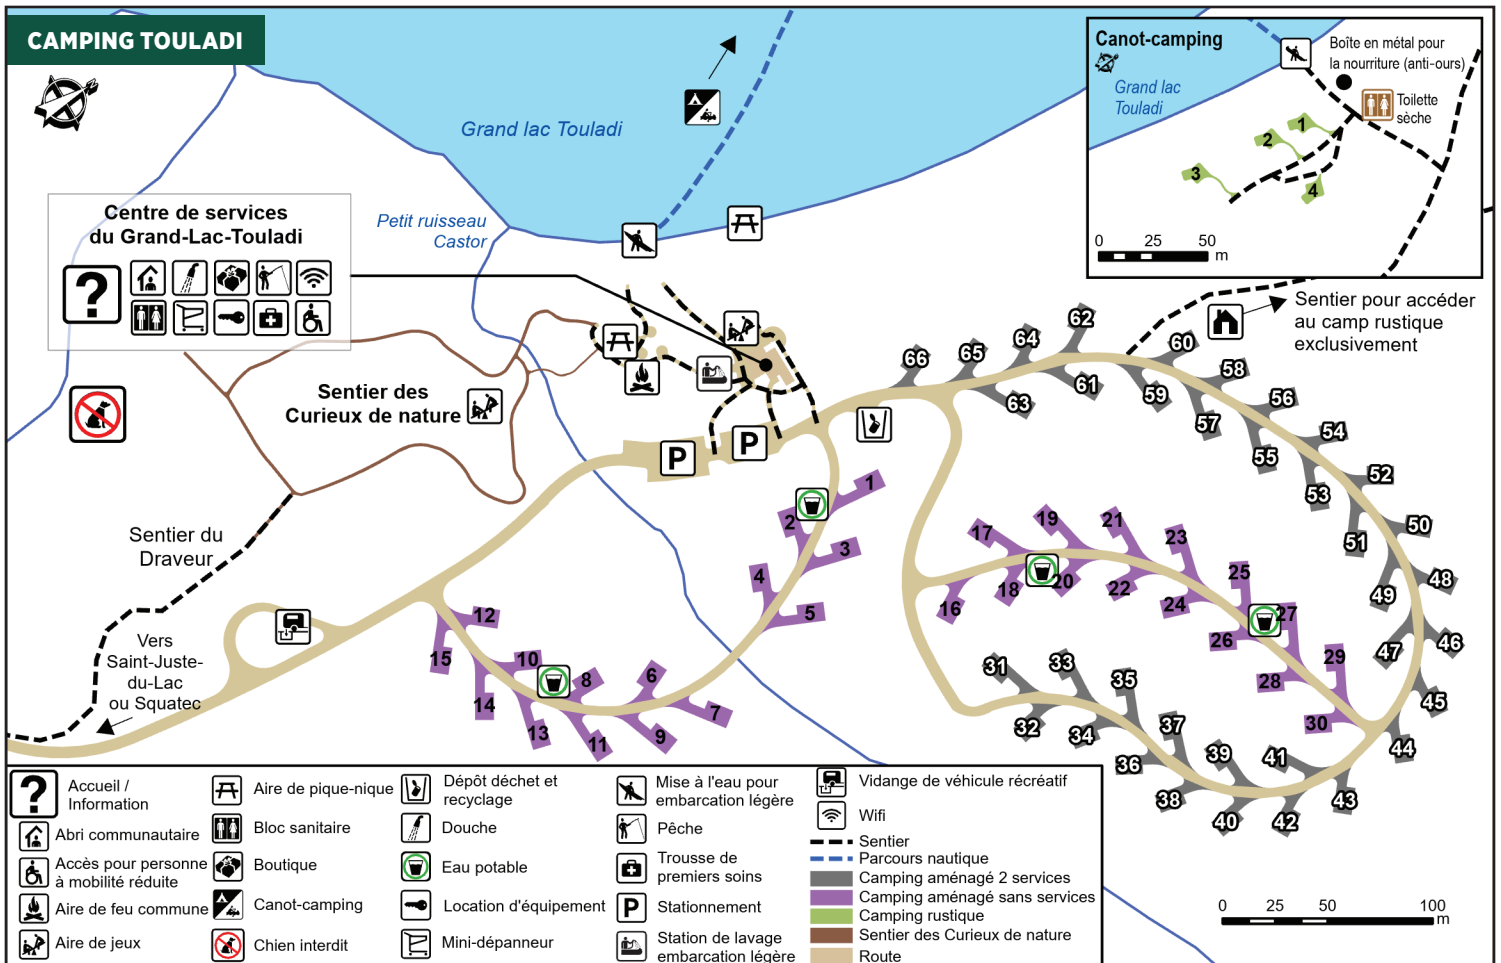 CAMPING TOULADI
Grand lac Touladi
Petit ruisseau
Castor
Centre de services
du Grand-Lac-Touladi
?
Canot-camping
Grand lac
Touladi
Boîte en métal pour
la nourriture (anti-ours)
Toilette
sèche
1
2
3
4
0 25 50
m
Sentier pour accéder
au camp rustique
exclusivement
Sentier des
Curieux de nature
P
P
Sentier du
Draveur
Vers
Saint-Juste-
du-Lac
ou Squatec
1
2
3
4
5
6
7
8
9
10
11
12
13
14
15
16
17
18
19
20
21
22
23
24
25
26
27
28
29
30
31
32
33
34
35
36
37
38
39
40
41
42
43
44
45
46
47
48
49
50
51
52
53
54
55
56
57
58
59
60
61
62
63
64
65
66
?
Accueil /
Information
Abri communautaire
Accès pour personne
à mobilité réduite
Aire de feu commune
Aire de jeux
Aire de pique-nique
Bloc sanitaire
Boutique
Canot-camping
Chien interdit
Dépôt déchet et
recyclage
Douche
Eau potable
Location d'équipement
Mini-dépanneur
Mise à l'eau pour
embarcation légère
Pêche
Trousse de
premiers soins
P
Stationnement
Station de lavage
embarcation légère
Vidange de véhicule récréatif
Wifi
Sentier
Parcours nautique
Camping aménagé 2 services
Camping aménagé sans services
Camping rustique
Sentier des Curieux de nature
Route
0 25 50 100
m